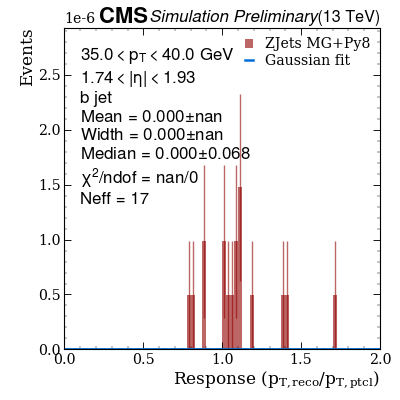 1e-6 CMS Simulation Preliminary (13 TeV)
Events
35.0 < pT < 40.0 GeV
1.74 < |η| < 1.93
b jet
Mean = 0.000±nan
Width = 0.000±nan
Median = 0.000±0.068
χ²/ndof = nan/0
Neff = 17
ZJets MG+Py8
Gaussian fit
2.5
2.0
1.5
1.0
0.5
0.0
0.0 0.5 1.0 1.5 2.0
Response (pT,reco/pT,ptcl)